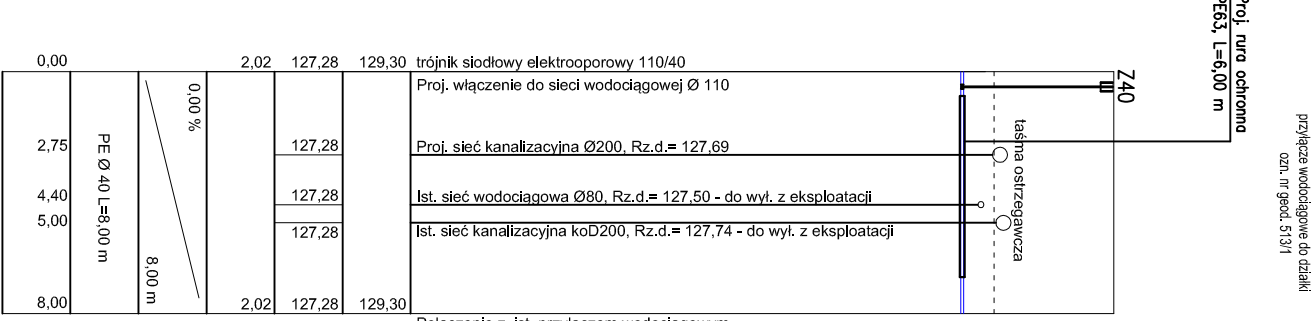 Proj. rura ochronna
PE63, L=6,00 m
przyłącze wodociągowe do działki
ozn. nr geod. 513/1
Z40
taśma ostrzegawcza
0,00
2,02
127,28
129,30
trójnik siodłowy elektrooporowy 110/40
Proj. włączenie do sieci wodociągowej Ø 110
0,00 %
8,00 m
PE Ø 40 L=8,00 m
2,75
127,28
Proj. sieć kanalizacyjna Ø200, Rz.d.= 127,69
4,40
127,28
Ist. sieć wodociągowa Ø80, Rz.d.= 127,50 - do wył. z eksploatacji
5,00
127,28
Ist. sieć kanalizacyjna koD200, Rz.d.= 127,74 - do wył. z eksploatacji
8,00
2,02
127,28
129,30